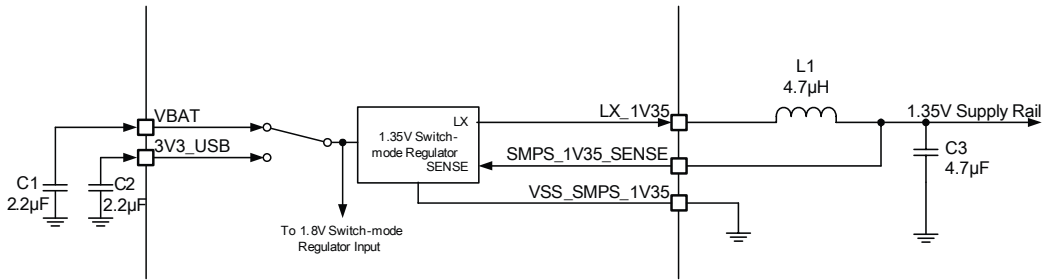 L1
4.7µH
VBAT
LX_1V35
1.35V Supply Rail
LX
1.35V Switch-
mode Regulator
SENSE
3V3_USB
SMPS_1V35_SENSE
C3
4.7µF
C1
2.2µF
C2
2.2µF
VSS_SMPS_1V35
To 1.8V Switch-mode
Regulator Input